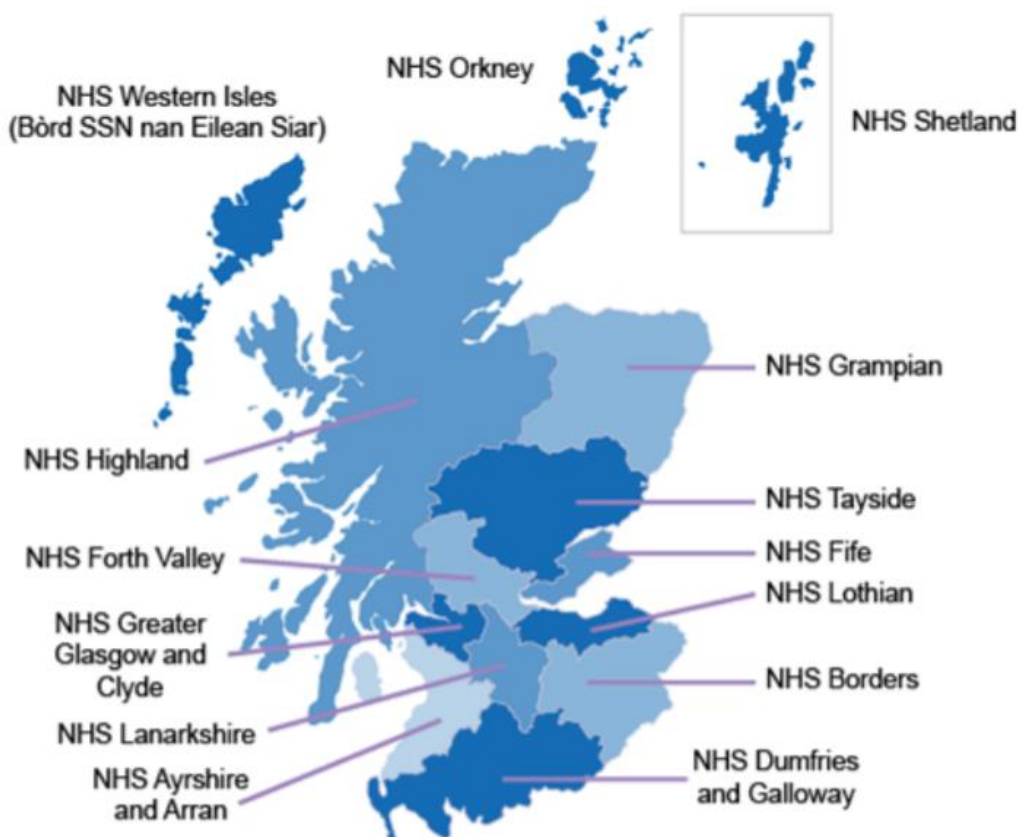 NHS Orkney
NHS Western Isles
(Bòrd SSN nan Eilean Siar)
NHS Shetland
NHS Grampian
NHS Highland
NHS Tayside
NHS Forth Valley
NHS Fife
NHS Lothian
NHS Greater
Glasgow and
Clyde
NHS Borders
NHS Lanarkshire
NHS Ayrshire
and Arran
NHS Dumfries
and Galloway